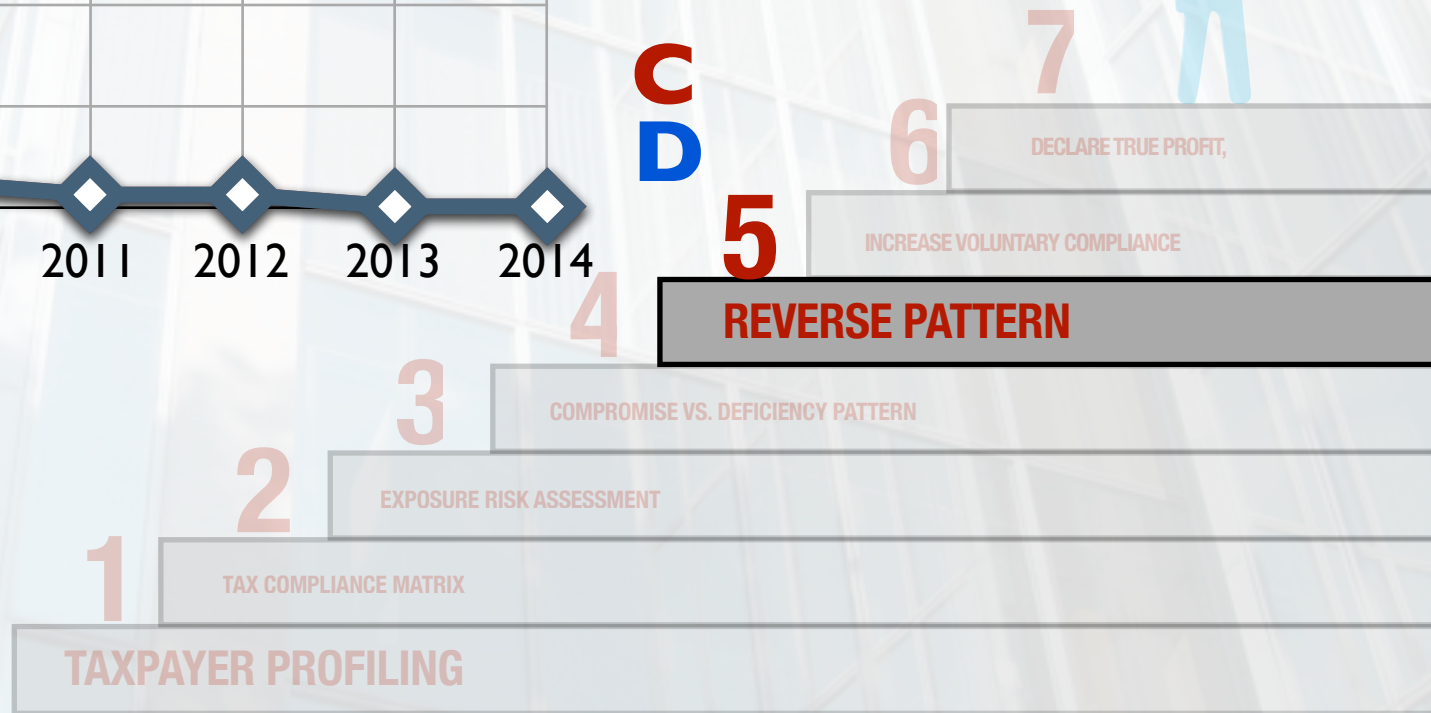 C
D
2011 2012 2013 2014
7
DECLARE TRUE PROFIT,
6
INCREASE VOLUNTARY COMPLIANCE
5
REVERSE PATTERN
4
COMPROMISE VS. DEFICIENCY PATTERN
3
EXPOSURE RISK ASSESSMENT
2
TAX COMPLIANCE MATRIX
1
TAXPAYER PROFILING